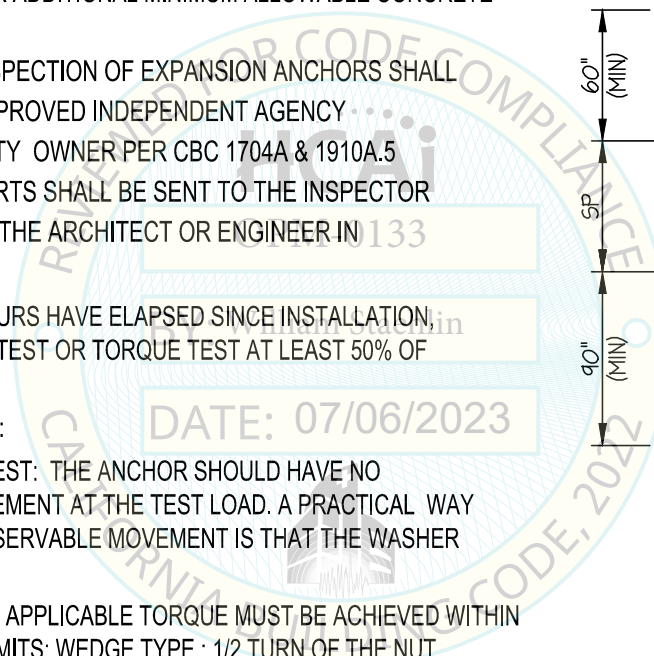 R ADDITIONAL MINIMUM ALLOWABLE CONCRETE
SPECTION OF EXPANSION ANCHORS SHALL
PPROVED INDEPENDENT AGENCY
TY OWNER PER CBC 1704A & 1910A.5
RTS SHALL BE SENT TO THE INSPECTOR
THE ARCHITECT OR ENGINEER IN
URS HAVE ELAPSED SINCE INSTALLATION,
TEST OR TORQUE TEST AT LEAST 50% OF
:
EST: THE ANCHOR SHOULD HAVE NO
EMENT AT THE TEST LOAD. A PRACTICAL WAY
SERVABLE MOVEMENT IS THAT THE WASHER
APPLICABLE TORQUE MUST BE ACHIEVED WITHIN
MITS: WEDGE TYPE : 1/2 TURN OF THE NUT
REVIEWED FOR CODE COMPLIANCE
HCAi
OPM-0133
BY: William Staehlin
DATE: 07/06/2023
CALIFORNIA BUILDING CODE, 2022
60"
(MIN)
SP
90"
(MIN)